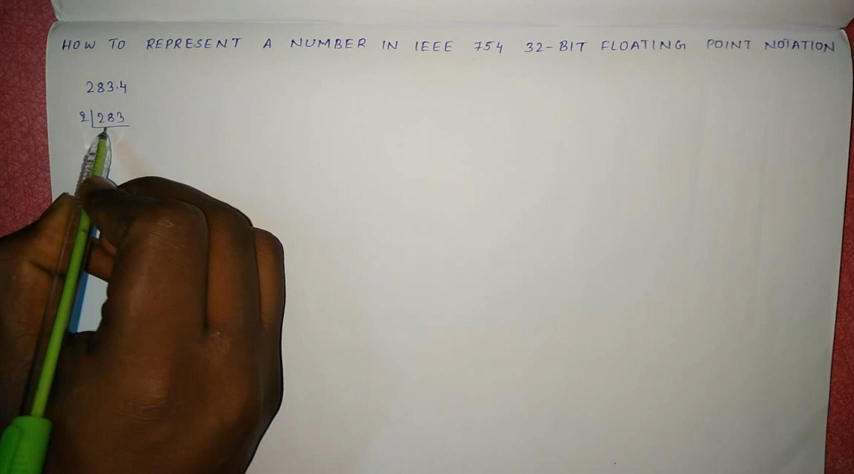 HOW TO REPRESENT A NUMBER IN IEEE 754 32-BIT FLOATING POINT NOTATION
283.4
2|283